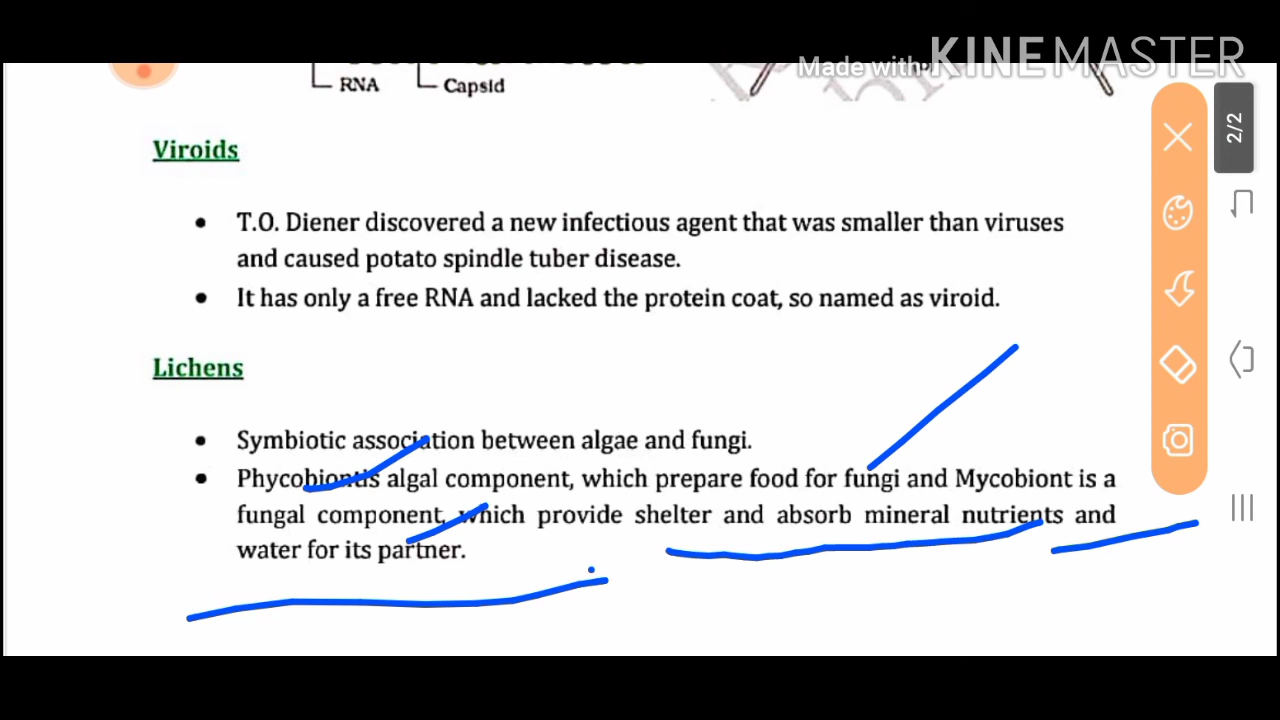 Made with KINEMASTER
RNA
Capsid
2/2
Viroids
• T.O. Diener discovered a new infectious agent that was smaller than viruses
and caused potato spindle tuber disease.
• It has only a free RNA and lacked the protein coat, so named as viroid.
Lichens
• Symbiotic association between algae and fungi.
• Phycobiontis algal component, which prepare food for fungi and Mycobiont is a
fungal component, which provide shelter and absorb mineral nutrients and
water for its partner.